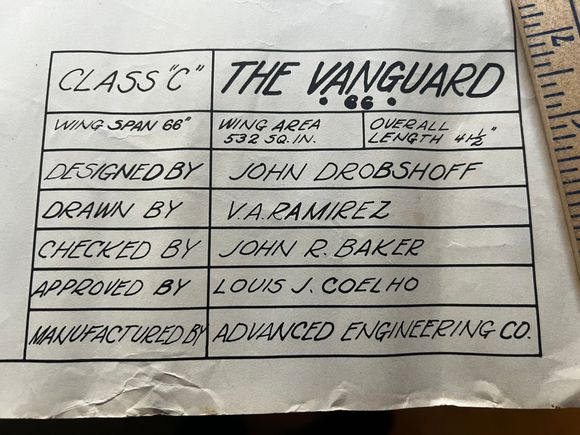 CLASS "C"
THE VANGUARD
• 66 •
WING SPAN 66"
WING AREA
532 SQ.IN.
OVERALL
LENGTH 41½"
DESIGNED BY JOHN DROBSHOFF
DRAWN BY V.A. RAMIREZ
CHECKED BY JOHN R. BAKER
APPROVED BY LOUIS J. COELHO
MANUFACTURED BY ADVANCED ENGINEERING CO.
12